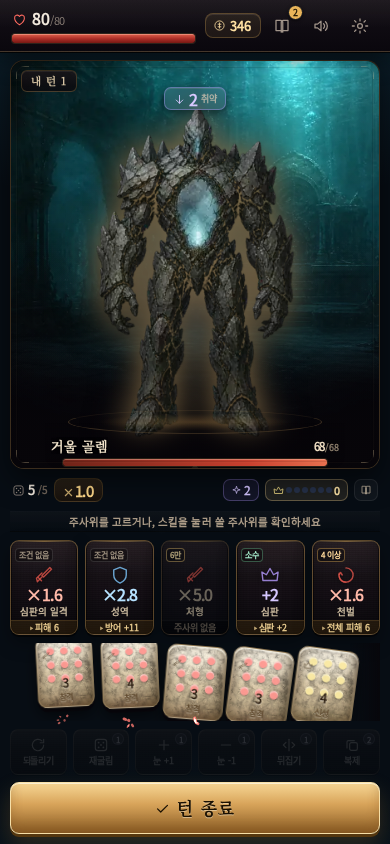 80/80
346
2
내 턴 1
2 취약
거울 골렘
68/68
5/5
×1.0
2
0
주사위를 고르거나, 스킬을 눌러 쓸 주사위를 확인하세요
조건 없음
×1.6
심판의 일격
▸피해 6
조건 없음
×2.8
성역
▸방어 +11
6만
×5.0
처형
주사위 없음
소수
+2
심판
▸심판 +2
4 이상
×1.6
천벌
▸전체 피해 6
3
4
3
3
4
되돌리기
1
재굴림
1
눈 +1
1
눈 -1
1
뒤집기
2
복제
턴 종료